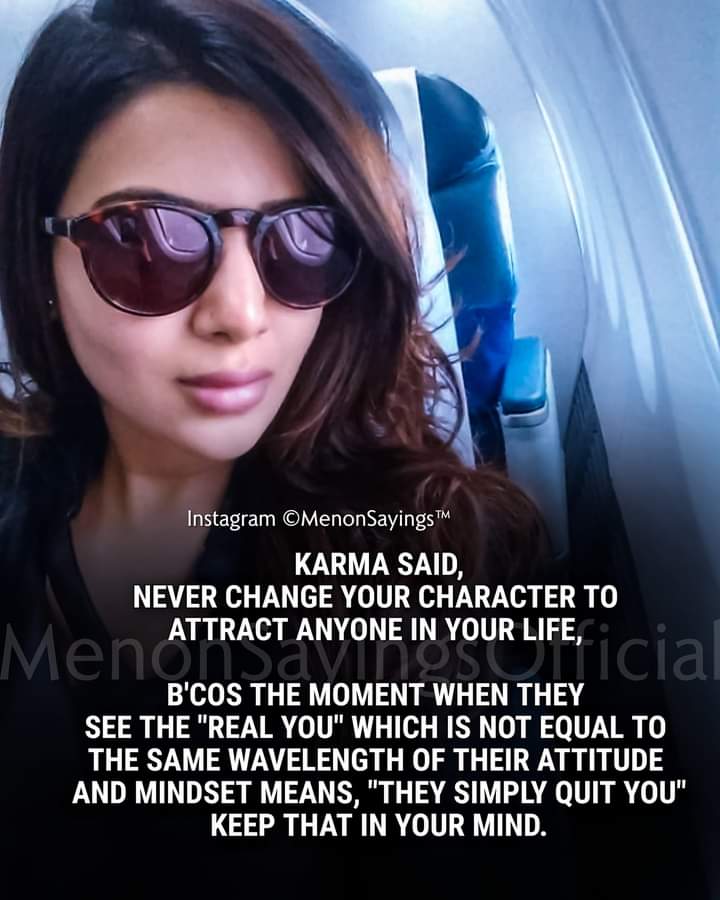 Instagram ©MenonSayings™
KARMA SAID,
NEVER CHANGE YOUR CHARACTER TO
ATTRACT ANYONE IN YOUR LIFE,
MenonSayingsOfficial
B'COS THE MOMENT WHEN THEY
SEE THE "REAL YOU" WHICH IS NOT EQUAL TO
THE SAME WAVELENGTH OF THEIR ATTITUDE
AND MINDSET MEANS, "THEY SIMPLY QUIT YOU"
KEEP THAT IN YOUR MIND.